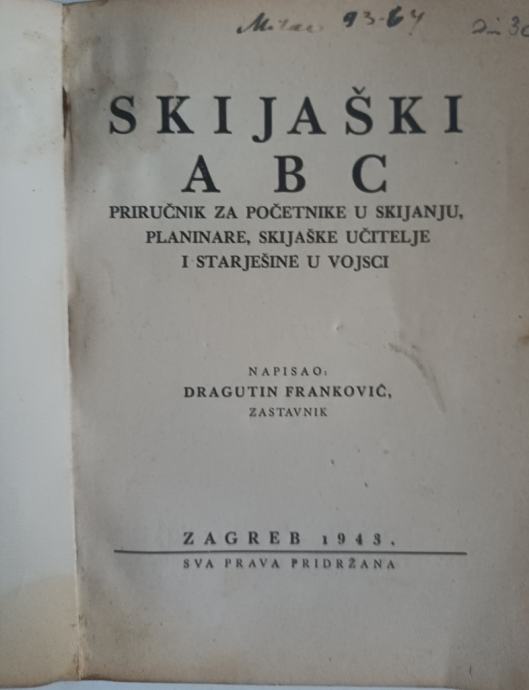 93-64
SKIJAŠKI
A B C
PRIRUČNIK ZA POČETNIKE U SKIJANJU,
PLANINARE, SKIJAŠKE UČITELJE
I STARJEŠINE U VOJSCI
NAPISAO:
DRAGUTIN FRANKOVIĆ,
ZASTAVNIK
ZAGREB 1943.
SVA PRAVA PRIDRŽANA